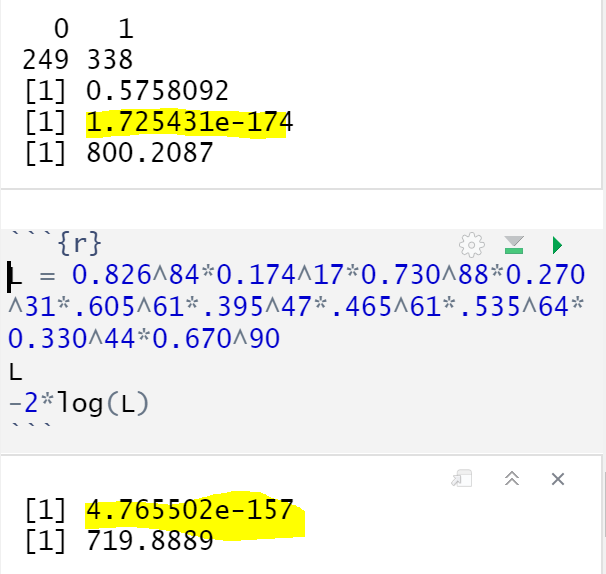 0 1
249 338
[1] 0.5758092
[1] 1.725431e-174
[1] 800.2087
```{r}
L = 0.826^84*0.174^17*0.730^88*0.270
^31*.605^61*.395^47*.465^61*.535^64*
0.330^44*0.670^90
L
-2*log(L)
```
[1] 4.765502e-157
[1] 719.8889